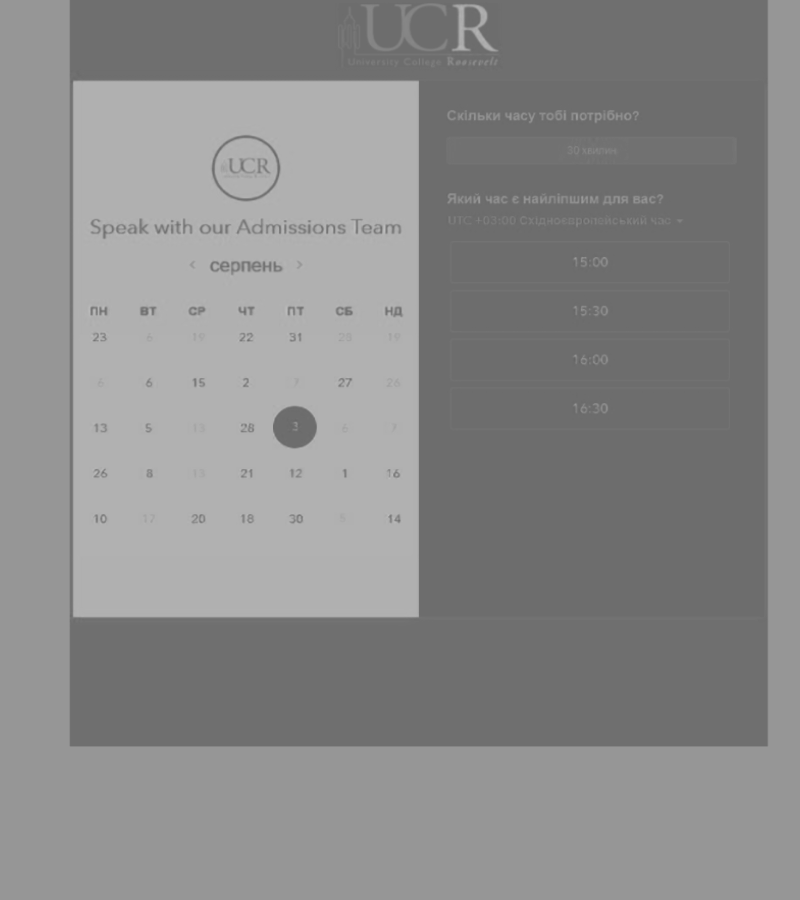 UCR
University College Roosevelt
UCR
Speak with our Admissions Team
< серпень >
ПН ВТ СР ЧТ ПТ СБ НД
23 6 19 22 31 28 19
6 6 15 2 7 27 26
13 5 13 28 3 6 7
26 8 13 21 12 1 16
10 17 20 18 30 9 14
Скільки часу тобі потрібно?
30 хвилин
Який час є найліпшим для вас?
UTC +03:00 Східноєвропейський час
15:00
15:30
16:00
16:30